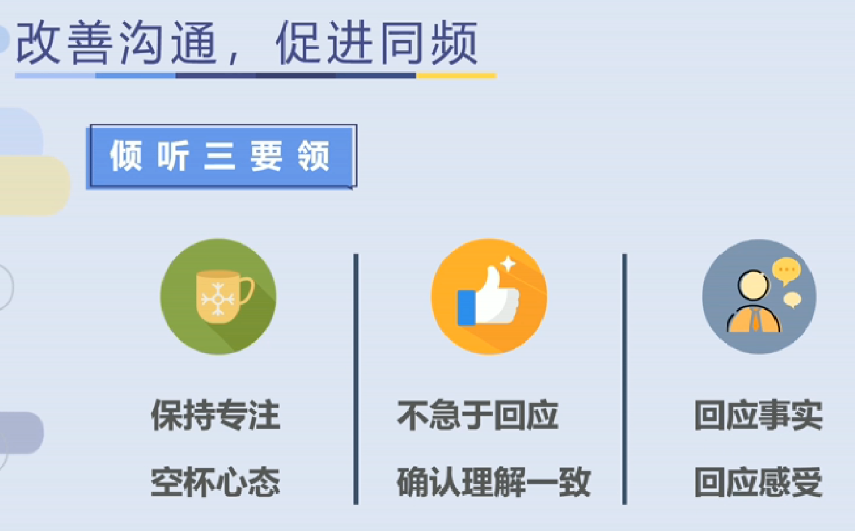 改善沟通，促进同频
倾听三要领
保持专注
空杯心态
不急于回应
确认理解一致
回应事实
回应感受